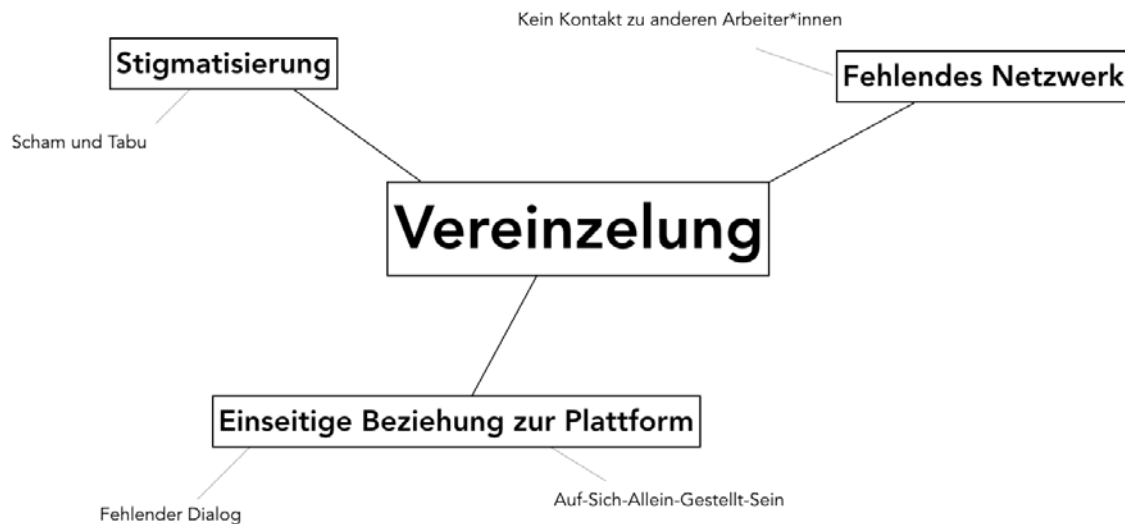 Kein Kontakt zu anderen Arbeiter*innen
Stigmatisierung
Fehlendes Netzwerk
Scham und Tabu
Vereinzelung
Einseitige Beziehung zur Plattform
Auf-Sich-Allein-Gestellt-Sein
Fehlender Dialog